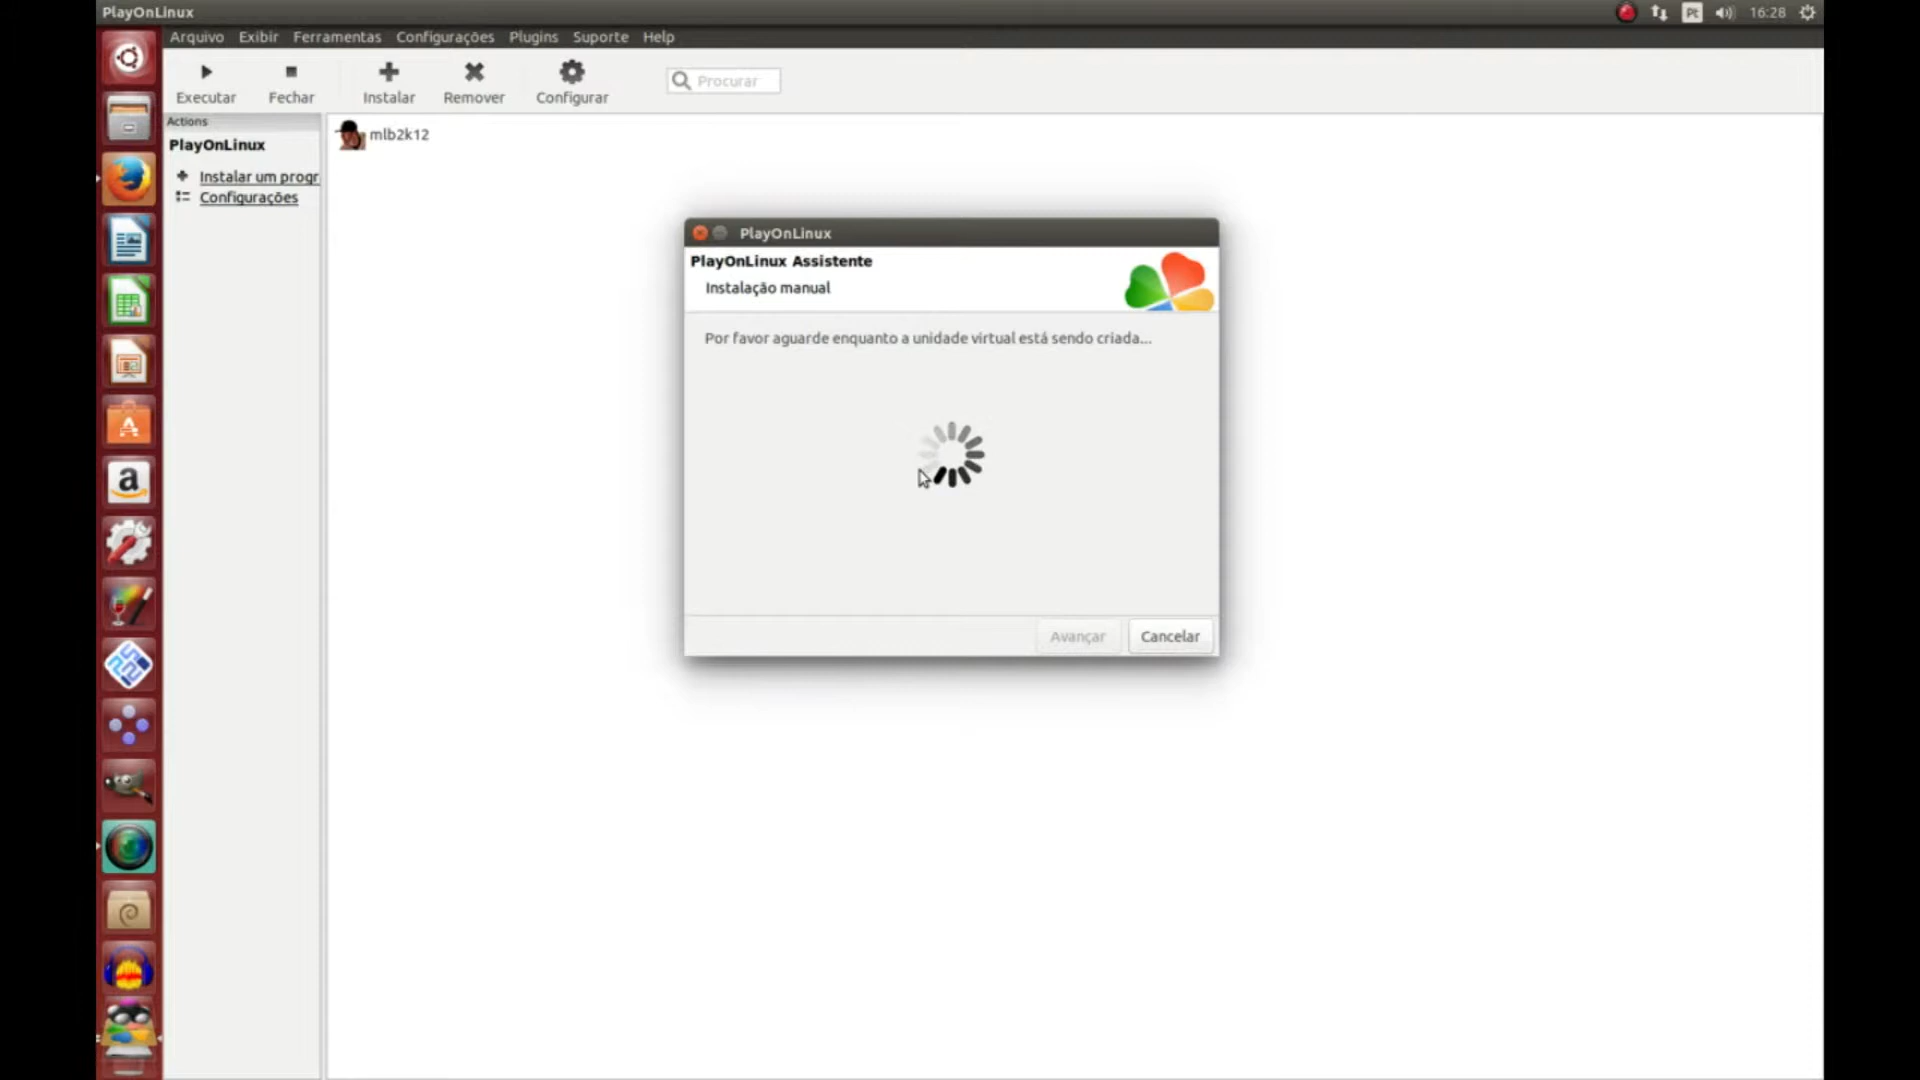 PlayOnLinux
Pt
16:28
Arquivo Exibir Ferramentas Configurações Plugins Suporte Help
Executar Fechar Instalar Remover Configurar Procurar
Actions
PlayOnLinux
Instalar um progr
Configurações
mlb2k12
PlayOnLinux
PlayOnLinux Assistente
Instalação manual
Por favor aguarde enquanto a unidade virtual está sendo criada...
Avançar Cancelar